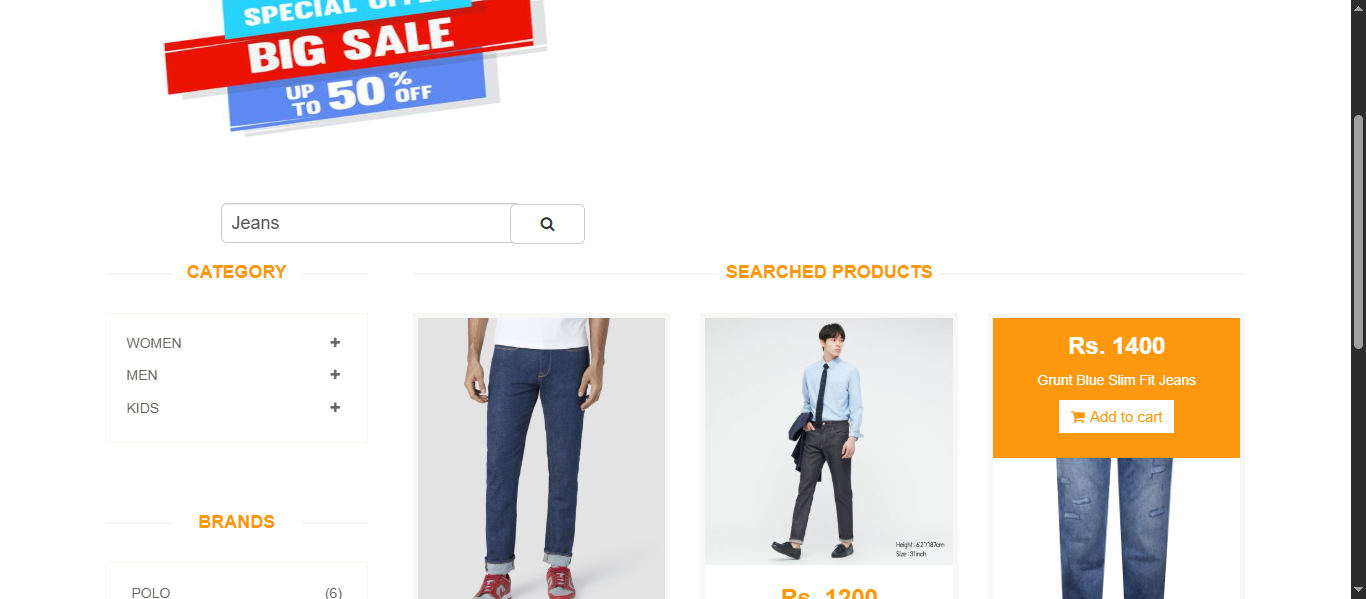 SPECIAL OFFER
BIG SALE
UP TO 50% OFF
Jeans
CATEGORY
SEARCHED PRODUCTS
WOMEN
MEN
KIDS
Rs. 1400
Grunt Blue Slim Fit Jeans
Add to cart
Height : 6'2"/187cm
Size : 31inch
BRANDS
POLO (6)
Rs. 1200